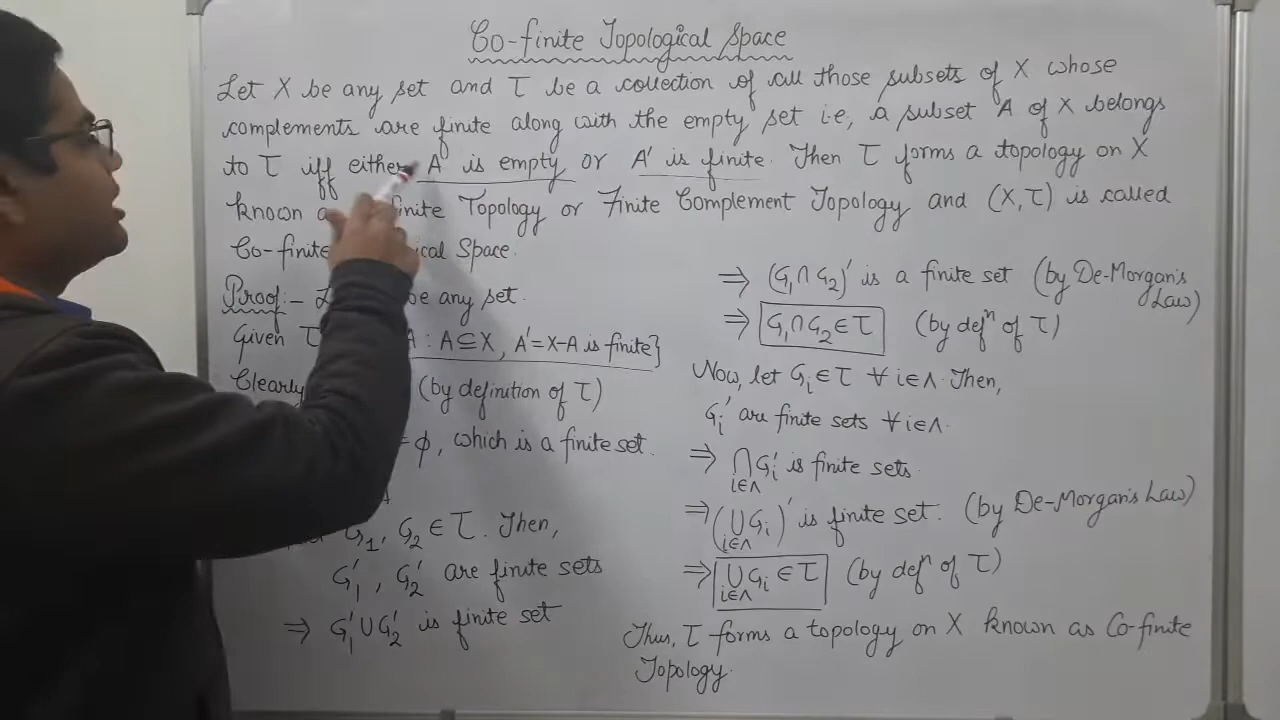 Co-finite Topological Space
Let X be any set and τ be a collection of all those subsets of X whose
complements are finite along with the empty set i.e, a subset A of X belongs
to τ iff either A is empty or A' is finite. Then τ forms a topology on X
known finite Topology or Finite Complement Topology and (X, τ) is called
Co-finite ical Space.
Proof:- be any set.
Given τ A : A⊆X, A'=X-A is finite}
Clearly (by definition of τ)
= ϕ, which is a finite set.
G₁, G₂ ∈ τ. Then,
G₁', G₂' are finite sets
⇒ G₁' ∪ G₂' is finite set
⇒ (G₁∩G₂)' is a finite set (by De-Morgan's Law)
⇒ G₁∩G₂ ∈ τ (by defⁿ of τ)
Now, let Gᵢ ∈ τ ∀ i∈Λ. Then,
Gᵢ' are finite sets ∀ i∈Λ.
⇒ ∩ Gᵢ' is finite sets.
i∈Λ
⇒ (∪ Gᵢ)' is finite set. (by De-Morgan's Law)
i∈Λ
⇒ ∪ Gᵢ ∈ τ (by defⁿ of τ)
i∈Λ
Thus, τ forms a topology on X known as Co-finite
Topology.